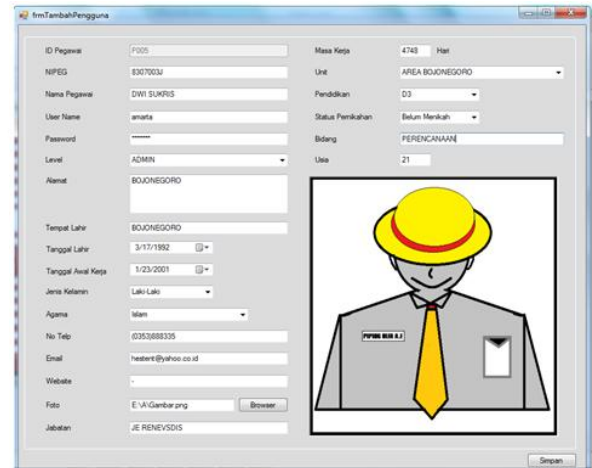 frmTambahPengguna
ID Pegawai P005
NIPEG 8307003J
Nama Pegawai DWI SUKRIS
User Name amarta
Password
Level ADMIN
Alamat BOJONEGORO
Tempat Lahir BOJONEGORO
Tanggal Lahir 3/17/1992
Tanggal Awal Kerja 1/23/2001
Jenis Kelamin Laki-Laki
Agama Islam
No Telp (0353)888335
Email hestent@yahoo.co.id
Website -
Foto E:\A\Gambar.png Browser
Jabatan JE RENEVSDIS
Masa Kerja 4748 Hari
Unit AREA BOJONEGORO
Pendidikan D3
Status Pernikahan Belum Menikah
Bidang PERENCANAAN
Usia 21
Simpan